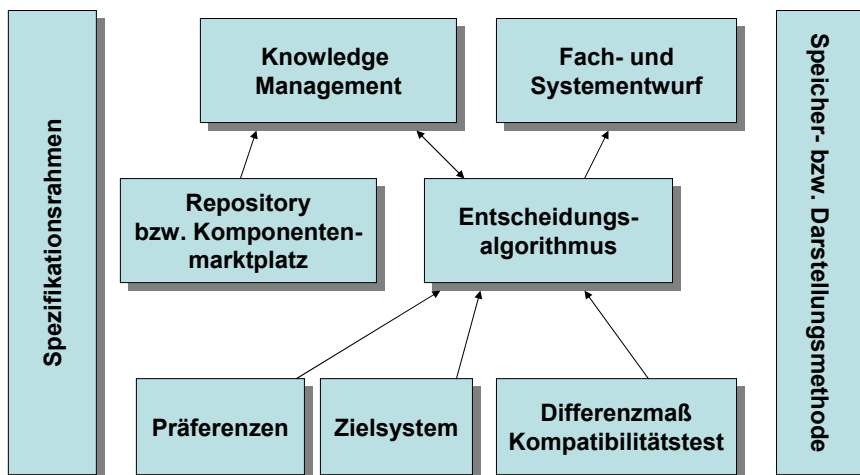 Spezifikationsrahmen
Knowledge
Management
Fach- und
Systementwurf
Repository
bzw. Komponenten-
marktplatz
Entscheidungs-
algorithmus
Präferenzen
Zielsystem
Differenzmaß
Kompatibilitätstest
Speicher- bzw. Darstellungsmethode